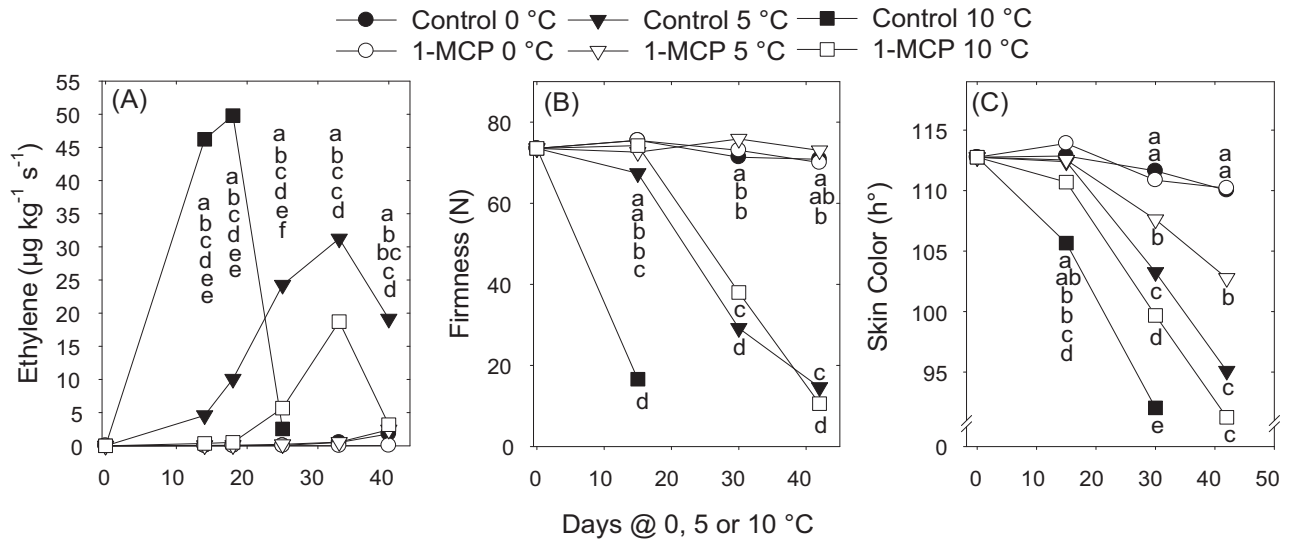 Control 0 °C Control 5 °C Control 10 °C
1-MCP 0 °C 1-MCP 5 °C 1-MCP 10 °C
(A)
Ethylene (µg kg⁻¹ s⁻¹)
55
50
45
40
35
30
25
20
15
10
5
0
0 10 20 30 40
a
b
c
d
e
e
a
b
c
d
e
e
a
b
c
d
e
f
a
b
c
c
d
a
b
bc
c
d
(B)
Firmness (N)
80
60
40
20
0
0 10 20 30 40
a
a
b
b
c
d
a
b
b
c
d
a
ab
b
c
d
(C)
Skin Color (h°)
115
110
105
100
95
0
0 10 20 30 40 50
a
ab
b
b
c
d
a
a
b
c
d
e
a
a
b
c
c
Days @ 0, 5 or 10 °C